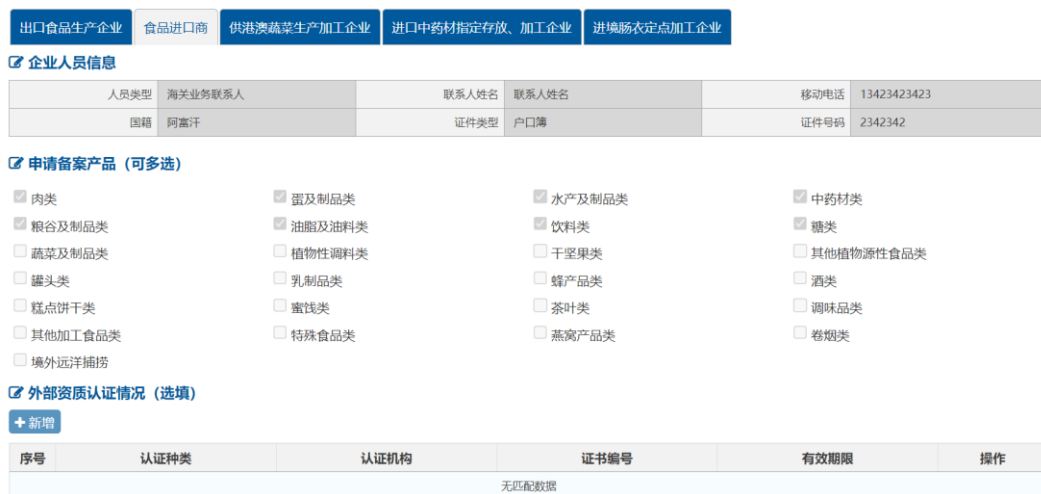 出口食品生产企业 食品进口商 供港澳蔬菜生产加工企业 进口中药材指定存放、加工企业 进境肠衣定点加工企业
企业人员信息
人员类型 海关业务联系人 联系人姓名 联系人姓名 移动电话 13423423423
国籍 阿富汗 证件类型 户口簿 证件号码 2342342
申请备案产品（可多选）
肉类 蛋及制品类 水产及制品类 中药材类
粮谷及制品类 油脂及油料类 饮料类 糖类
蔬菜及制品类 植物性调料类 干坚果类 其他植物源性食品类
罐头类 乳制品类 蜂产品类 酒类
糕点饼干类 蜜饯类 茶叶类 调味品类
其他加工食品类 特殊食品类 燕窝产品类 卷烟类
境外远洋捕捞
外部资质认证情况（选填）
+新增
序号 认证种类 认证机构 证书编号 有效期限 操作
无匹配数据